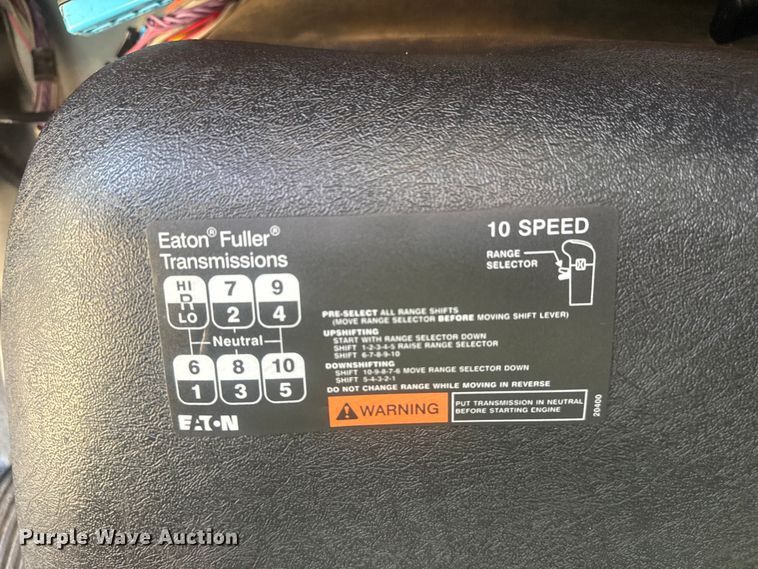 Eaton® Fuller®
Transmissions
10 SPEED
RANGE
SELECTOR
HI R LO
7 2
9 4
Neutral
6 1
8 3
10 5
EATON
PRE-SELECT ALL RANGE SHIFTS
(MOVE RANGE SELECTOR BEFORE MOVING SHIFT LEVER)
UPSHIFTING
START WITH RANGE SELECTOR DOWN
SHIFT 1-2-3-4-5 RAISE RANGE SELECTOR
SHIFT 6-7-8-9-10
DOWNSHIFTING
SHIFT 10-9-8-7-6 MOVE RANGE SELECTOR DOWN
SHIFT 5-4-3-2-1
DO NOT CHANGE RANGE WHILE MOVING IN REVERSE
WARNING
PUT TRANSMISSION IN NEUTRAL
BEFORE STARTING ENGINE
20400
Purple Wave Auction